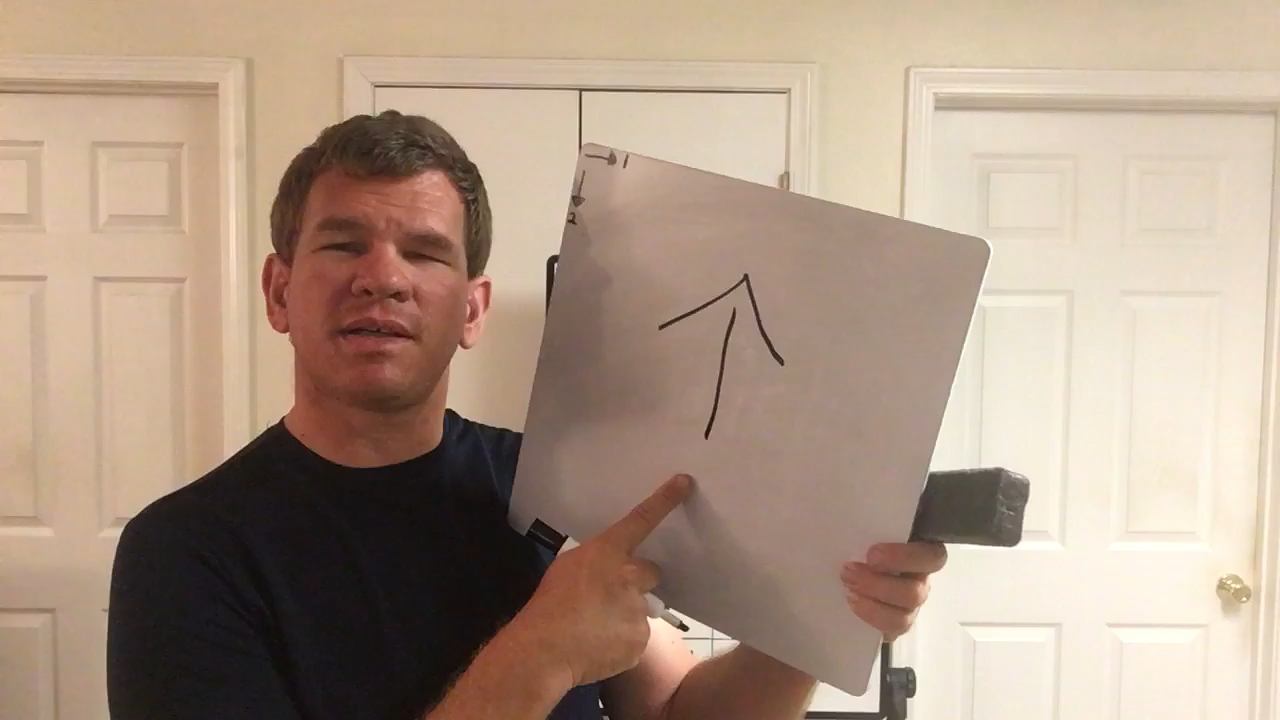 → 1
↓
2
↑